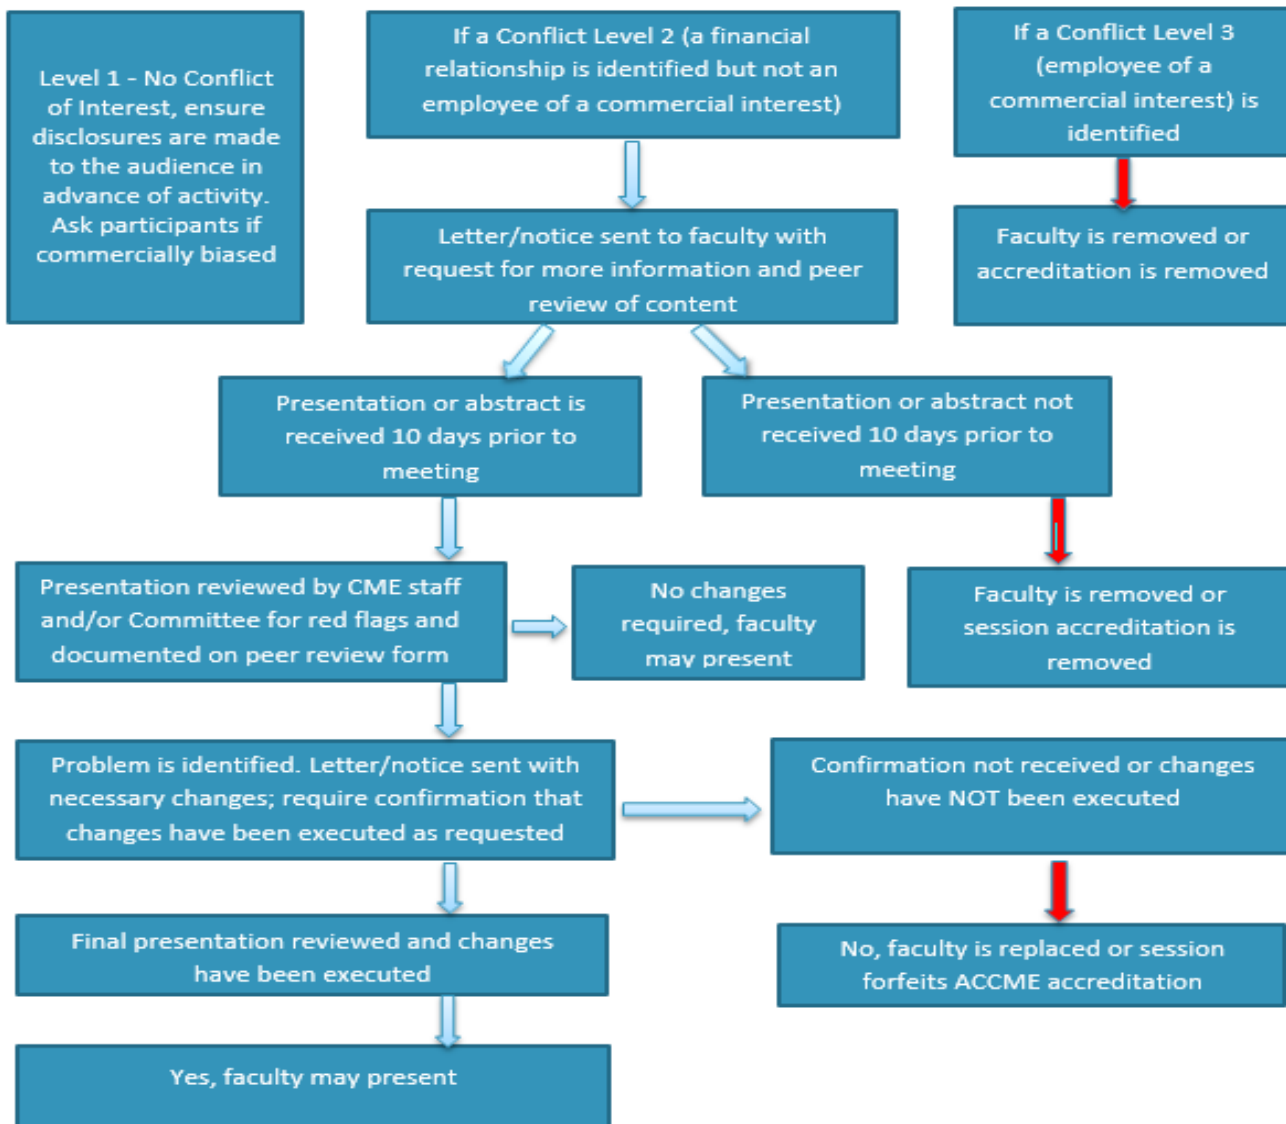 Level 1 - No Conflict
of Interest, ensure
disclosures are made
to the audience in
advance of activity.
Ask participants if
commercially biased
If a Conflict Level 2 (a financial
relationship is identified but not an
employee of a commercial interest)
If a Conflict Level 3
(employee of a
commercial interest) is
identified
Letter/notice sent to faculty with
request for more information and peer
review of content
Faculty is removed or
accreditation is removed
Presentation or abstract is
received 10 days prior to
meeting
Presentation or abstract not
received 10 days prior to
meeting
Presentation reviewed by CME staff
and/or Committee for red flags and
documented on peer review form
No changes
required, faculty
may present
Faculty is removed or
session accreditation is
removed
Problem is identified. Letter/notice sent with
necessary changes; require confirmation that
changes have been executed as requested
Confirmation not received or changes
have NOT been executed
Final presentation reviewed and changes
have been executed
No, faculty is replaced or session
forfeits ACCME accreditation
Yes, faculty may present